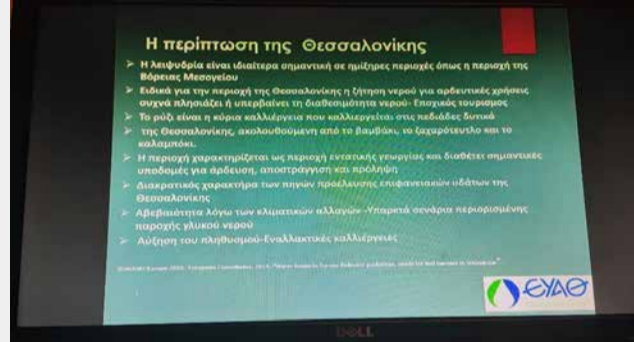 Η περίπτωση της Θεσσαλονίκης
➢ Η λειψυδρία είναι ιδιαίτερα σημαντική σε ημίξηρες περιοχές όπως η περιοχή της
Βόρειας Μεσογείου
➢ Ειδικά για την περιοχή της Θεσσαλονίκης η ζήτηση νερού για αρδευτικές χρήσεις
συχνά πλησιάζει ή υπερβαίνει τη διαθεσιμότητα νερού- Εποχικός τουρισμος
➢ Το ρύζι είναι η κύρια καλλιέργεια που καλλιεργείται στις πεδιάδες δυτικά
➢ της Θεσσαλονίκης, ακολουθούμενη από το βαμβάκι, το ζαχαρότευτλο και το
καλαμπόκι.
➢ Η περιοχή χαρακτηρίζεται ως περιοχή εντατικής γεωργίας και διαθέτει σημαντικές
υποδομές για άρδευση, αποστράγγιση και πρόληψη
➢ Διακρατικός χαρακτήρα των πηγών προέλευσης επιφανειακών υδάτων της
Θεσσαλονίκης
➢ Αβεβαιότητα λόγω των κλιματικών αλλαγών -Υπαρκτά σενάρια περιορισμένης
παροχής γλυκού νερού
➢ Αύξηση του πληθυσμού-Εναλλακτικές καλλιέργειες
ΕΥΑΘ
DELL